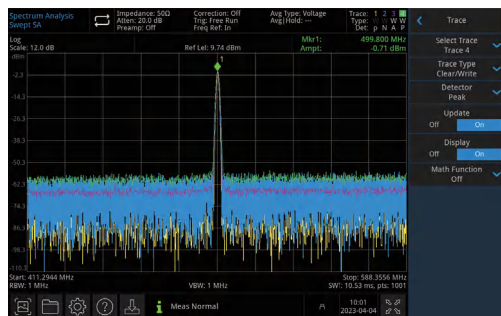 Spectrum Analysis
Swept SA
Impedance: 50Ω
Atten: 20.0 dB
Preamp: Off
Correction: Off
Trig: Free Run
Freq Ref: In
Avg Type: Voltage
Avg|Hold: ---
Trace: 1 2 3 4
Type: W W W W
Det: p N A P
Log
Scale: 12.0 dB
Ref Lel: 9.74 dBm
Mkr1: 499.800 MHz
Ampt: -0.71 dBm
dBm
1
-2.3
-14.3
-26.3
-38.3
-50.3
-62.3
-74.3
-86.3
-98.3
-110.3
Start: 411.2944 MHz
RBW: 1 MHz
VBW: 1 MHz
Stop: 588.3556 MHz
SWT: 10.53 ms, pts: 1001
Meas Normal
10:01
2023-04-04
Trace
Select Trace
Trace 4
Trace Type
Clear/Write
Detector
Peak
Update
Off On
Display
Off On
Math Function
Off